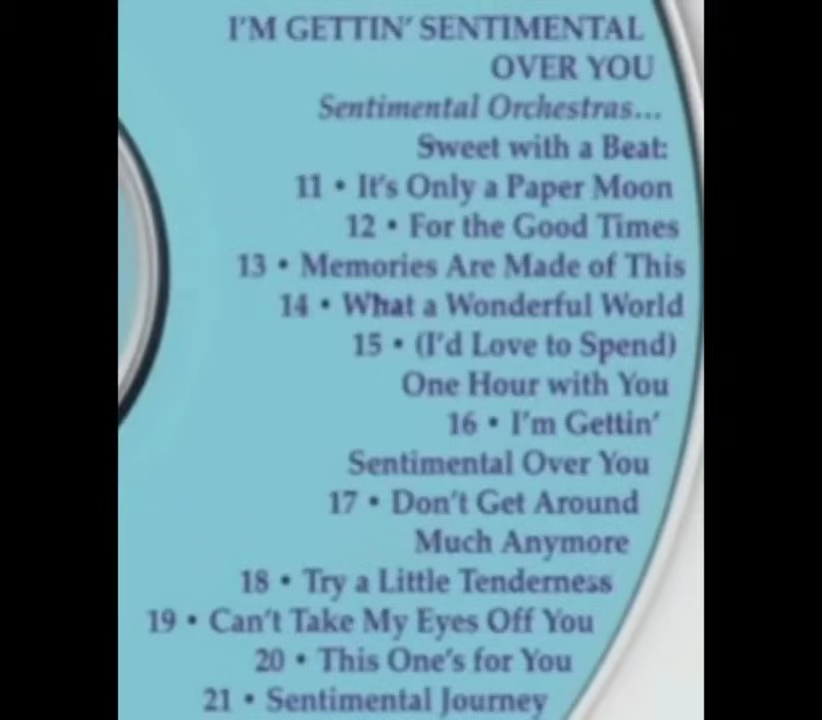 I'M GETTIN' SENTIMENTAL
OVER YOU
Sentimental Orchestras...
Sweet with a Beat:
11 • It's Only a Paper Moon
12 • For the Good Times
13 • Memories Are Made of This
14 • What a Wonderful World
15 • (I'd Love to Spend)
One Hour with You
16 • I'm Gettin'
Sentimental Over You
17 • Don't Get Around
Much Anymore
18 • Try a Little Tenderness
19 • Can't Take My Eyes Off You
20 • This One's for You
21 • Sentimental Journey